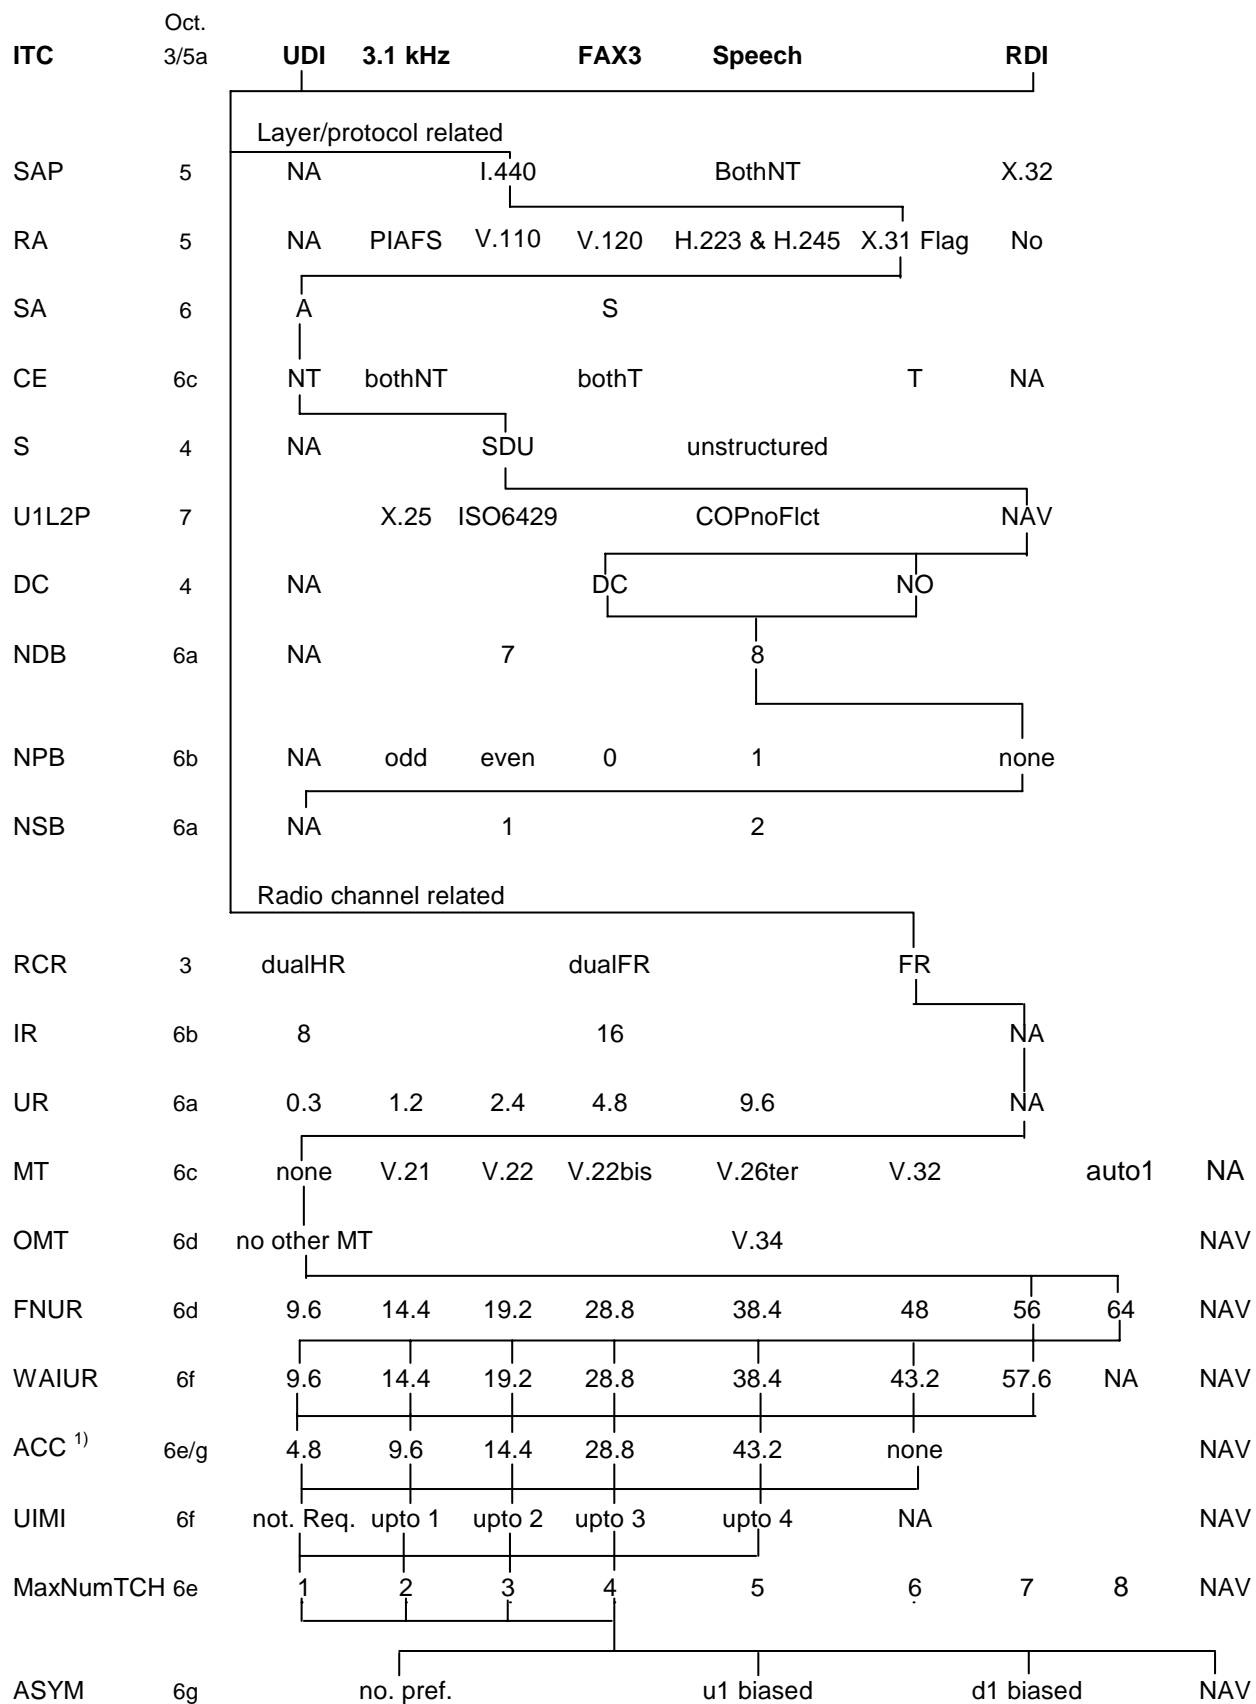 Oct.
ITC 3/5a UDI 3.1 kHz FAX3 Speech RDI
Layer/protocol related
SAP 5 NA I.440 BothNT X.32
RA 5 NA PIAFS V.110 V.120 H.223 & H.245 X.31 Flag No
SA 6 A S
CE 6c NT bothNT bothT T NA
S 4 NA SDU unstructured
U1L2P 7 X.25 ISO6429 COPnoFlct NAV
DC 4 NA DC NO
NDB 6a NA 7 8
NPB 6b NA odd even 0 1 none
NSB 6a NA 1 2
Radio channel related
RCR 3 dualHR dualFR FR
IR 6b 8 16 NA
UR 6a 0.3 1.2 2.4 4.8 9.6 NA
MT 6c none V.21 V.22 V.22bis V.26ter V.32 auto1 NA
OMT 6d no other MT V.34 NAV
FNUR 6d 9.6 14.4 19.2 28.8 38.4 48 56 64 NAV
WAIUR 6f 9.6 14.4 19.2 28.8 38.4 43.2 57.6 NA NAV
ACC 1) 6e/g 4.8 9.6 14.4 28.8 43.2 none NAV
UIMI 6f not. Req. upto 1 upto 2 upto 3 upto 4 NA NAV
MaxNumTCH 6e 1 2 3 4 5 6 7 8 NAV
ASYM 6g no. pref. u1 biased d1 biased NAV